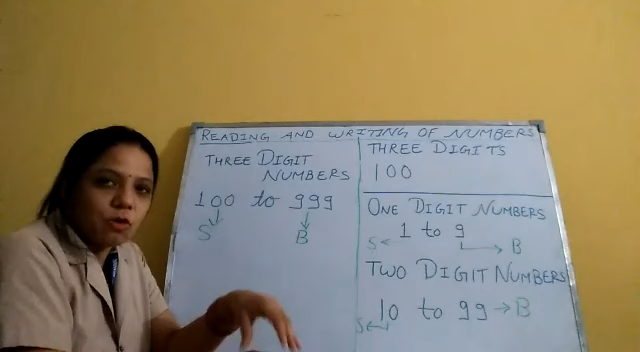 READING AND WRITING OF NUMBERS
THREE DIGIT
NUMBERS
100 to 999
S B
THREE DIGITS
100
ONE DIGIT NUMBERS
1 to 9
S B
TWO DIGIT NUMBERS
10 to 99 → B
S